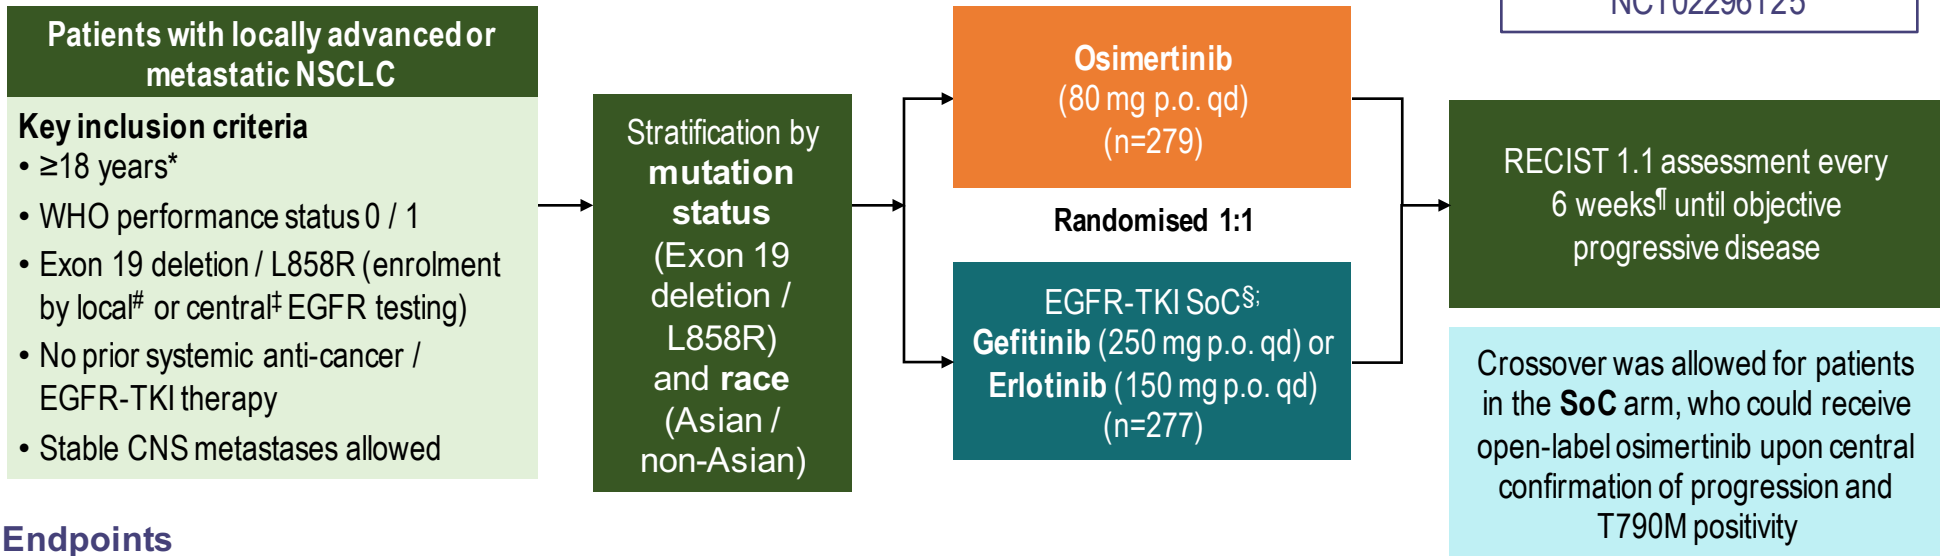 NCT02296125
Patients with locally advanced or
metastatic NSCLC
Key inclusion criteria
• ≥18 years*
• WHO performance status 0 / 1
• Exon 19 deletion / L858R (enrolment
by local# or central‡ EGFR testing)
• No prior systemic anti-cancer /
EGFR-TKI therapy
• Stable CNS metastases allowed
Stratification by
mutation
status
(Exon 19
deletion /
L858R)
and race
(Asian /
non-Asian)
Osimertinib
(80 mg p.o. qd)
(n=279)
Randomised 1:1
EGFR-TKI SoC§;
Gefitinib (250 mg p.o. qd) or
Erlotinib (150 mg p.o. qd)
(n=277)
RECIST 1.1 assessment every
6 weeks¶ until objective
progressive disease
Crossover was allowed for patients
in the SoC arm, who could receive
open-label osimertinib upon central
confirmation of progression and
T790M positivity
Endpoints